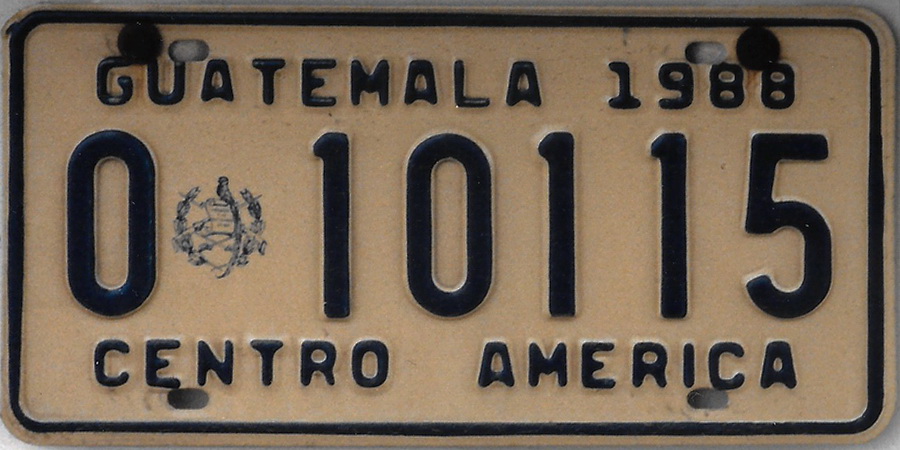 GUATEMALA 1988
0 10115
CENTRO AMERICA